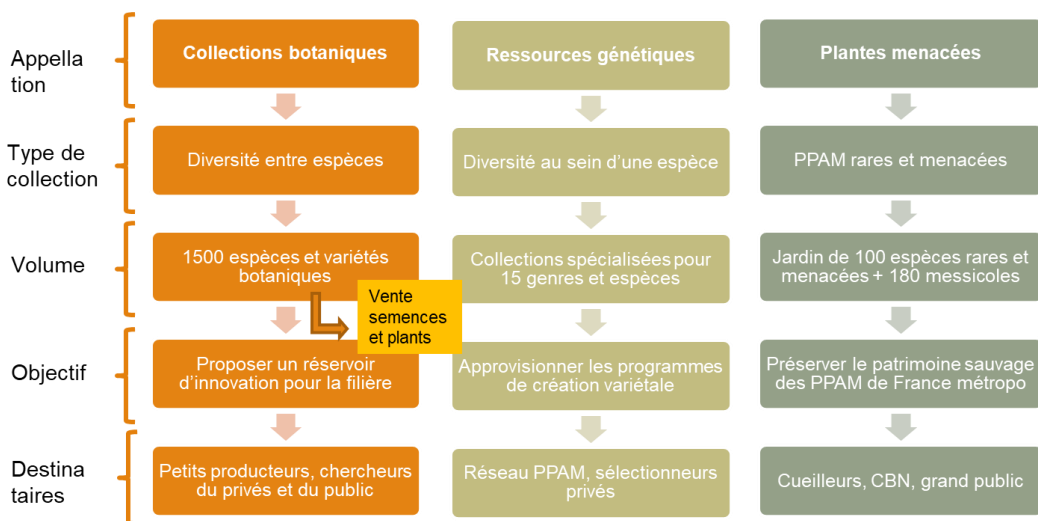 Appella
tion
Collections botaniques
Ressources génétiques
Plantes menacées
Type de
collection
Diversité entre espèces
Diversité au sein d'une espèce
PPAM rares et menacées
Volume
1500 espèces et variétés
botaniques
Collections spécialisées pour
15 genres et espèces
Jardin de 100 espèces rares et
menacées + 180 messicoles
Vente
semences
et plants
Objectif
Proposer un réservoir
d'innovation pour la filière
Approvisionner les programmes
de création variétale
Préserver le patrimoine sauvage
des PPAM de France métropo
Destina
taires
Petits producteurs, chercheurs
du privés et du public
Réseau PPAM, sélectionneurs
privés
Cueilleurs, CBN, grand public